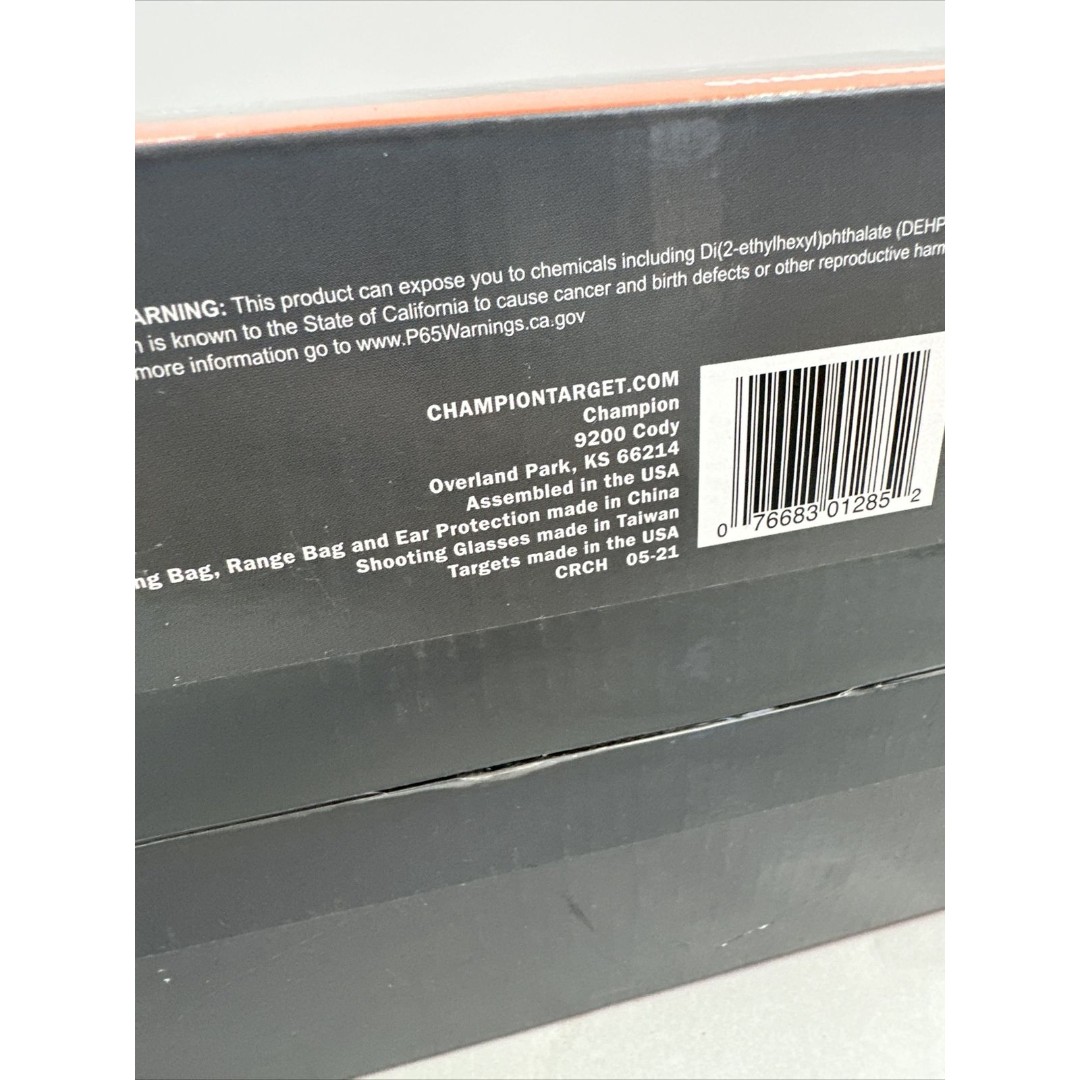 ARNING: This product can expose you to chemicals including Di(2-ethylhexyl)phthalate (DEHP
is known to the State of California to cause cancer and birth defects or other reproductive harm
more information go to www.P65Warnings.ca.gov
CHAMPIONTARGET.COM
Champion
9200 Cody
Overland Park, KS 66214
Assembled in the USA
ng Bag, Range Bag and Ear Protection made in China
Shooting Glasses made in Taiwan
Targets made in the USA
CRCH 05-21
0 76683 01285 2